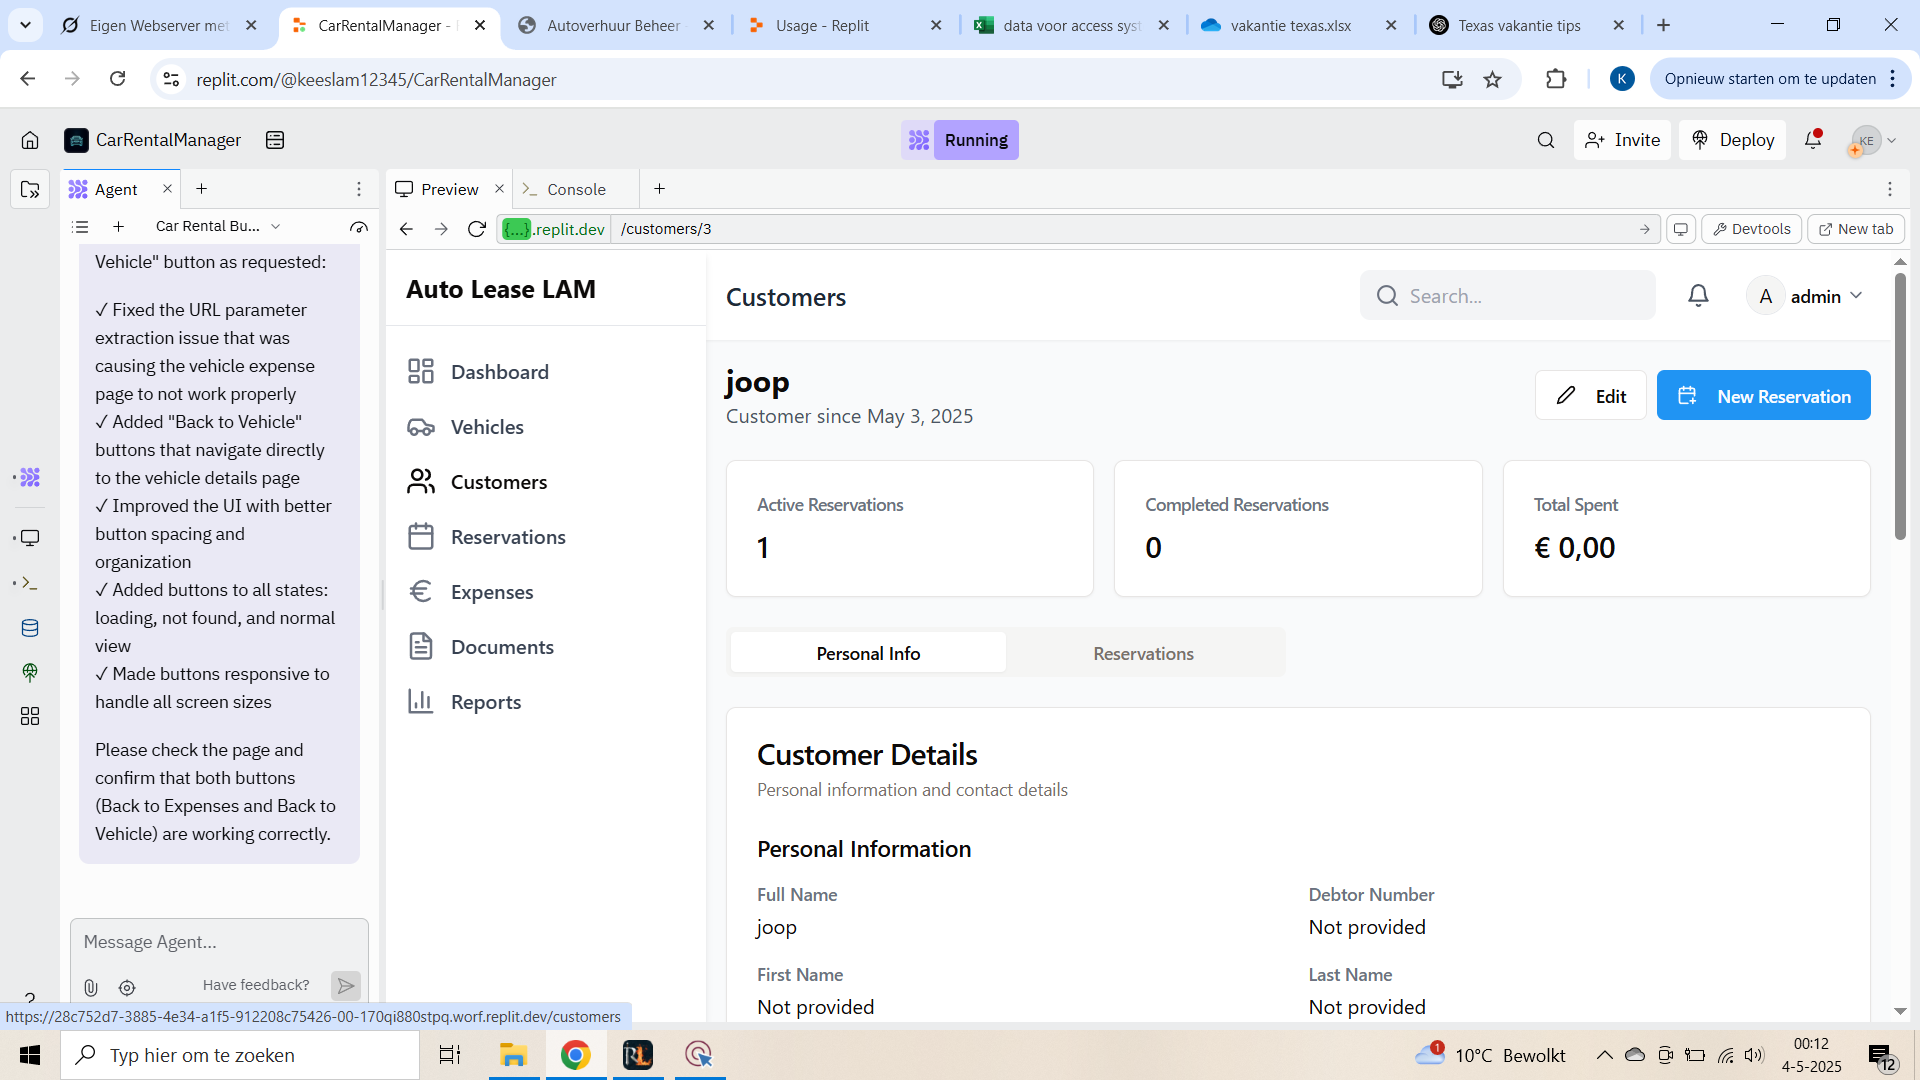 Eigen Webserver met
CarRentalManager -
Autoverhuur Beheer
Usage - Replit
data voor access syst
vakantie texas.xlsx
Texas vakantie tips
replit.com/@keeslam12345/CarRentalManager
K
Opnieuw starten om te updaten
CarRentalManager
Running
Invite
Deploy
KE
Agent
Preview
Console
Car Rental Bu...
{...}.replit.dev
/customers/3
Devtools
New tab
Vehicle" button as requested:
✓ Fixed the URL parameter
extraction issue that was
causing the vehicle expense
page to not work properly
✓ Added "Back to Vehicle"
buttons that navigate directly
to the vehicle details page
✓ Improved the UI with better
button spacing and
organization
✓ Added buttons to all states:
loading, not found, and normal
view
✓ Made buttons responsive to
handle all screen sizes
Please check the page and
confirm that both buttons
(Back to Expenses and Back to
Vehicle) are working correctly.
Message Agent...
Have feedback?
Auto Lease LAM
Dashboard
Vehicles
Customers
Reservations
Expenses
Documents
Reports
Customers
Search...
A
admin
joop
Customer since May 3, 2025
Edit
New Reservation
Active Reservations
1
Completed Reservations
0
Total Spent
€ 0,00
Personal Info
Reservations
Customer Details
Personal information and contact details
Personal Information
Full Name
joop
Debtor Number
Not provided
First Name
Not provided
Last Name
Not provided
https://28c752d7-3885-4e34-a1f5-912208c75426-00-170qi880stpq.worf.replit.dev/customers
Typ hier om te zoeken
RL
1
10°C Bewolkt
00:12
4-5-2025
12